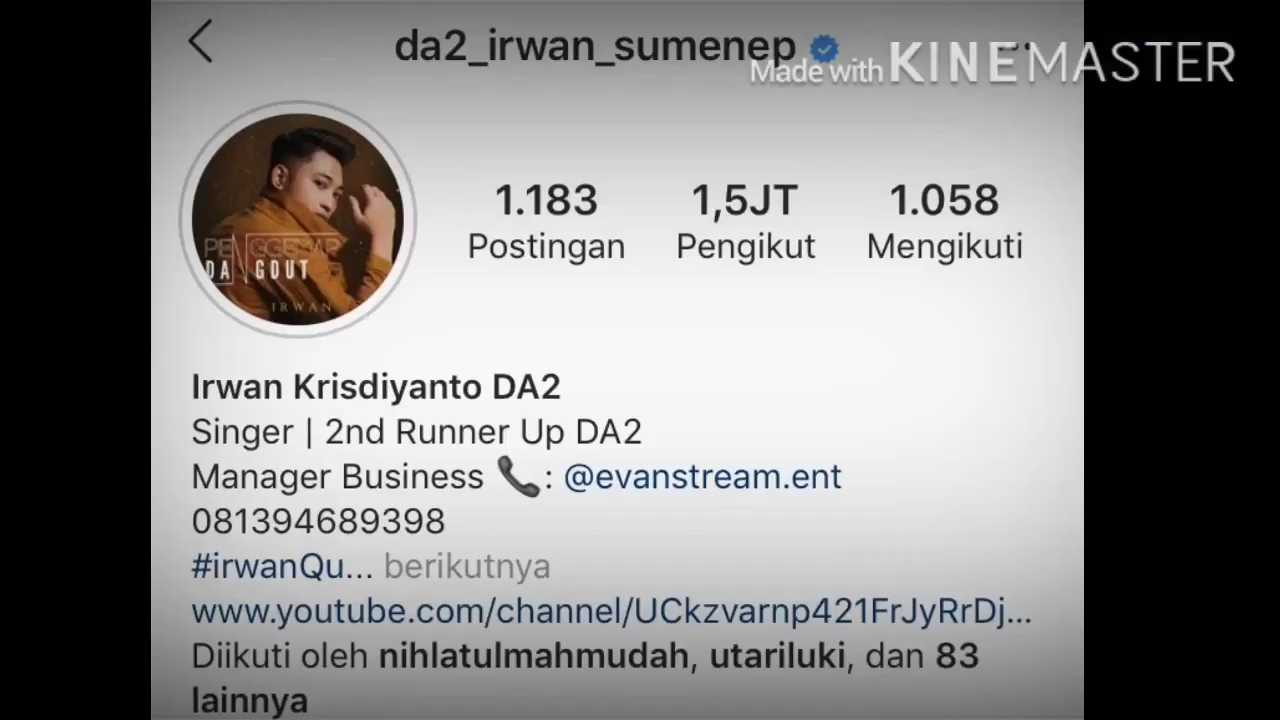 da2_irwan_sumenep
Made with KINEMASTER
PENGGEMAR
DANGDUT
IRWAN
1.183 1,5JT 1.058
Postingan Pengikut Mengikuti
Irwan Krisdiyanto DA2
Singer | 2nd Runner Up DA2
Manager Business 📞: @evanstream.ent
081394689398
#irwanQu... berikutnya
www.youtube.com/channel/UCkzvarnp421FrJyRrDj...
Diikuti oleh nihlatulmahmudah, utariluki, dan 83
lainnya